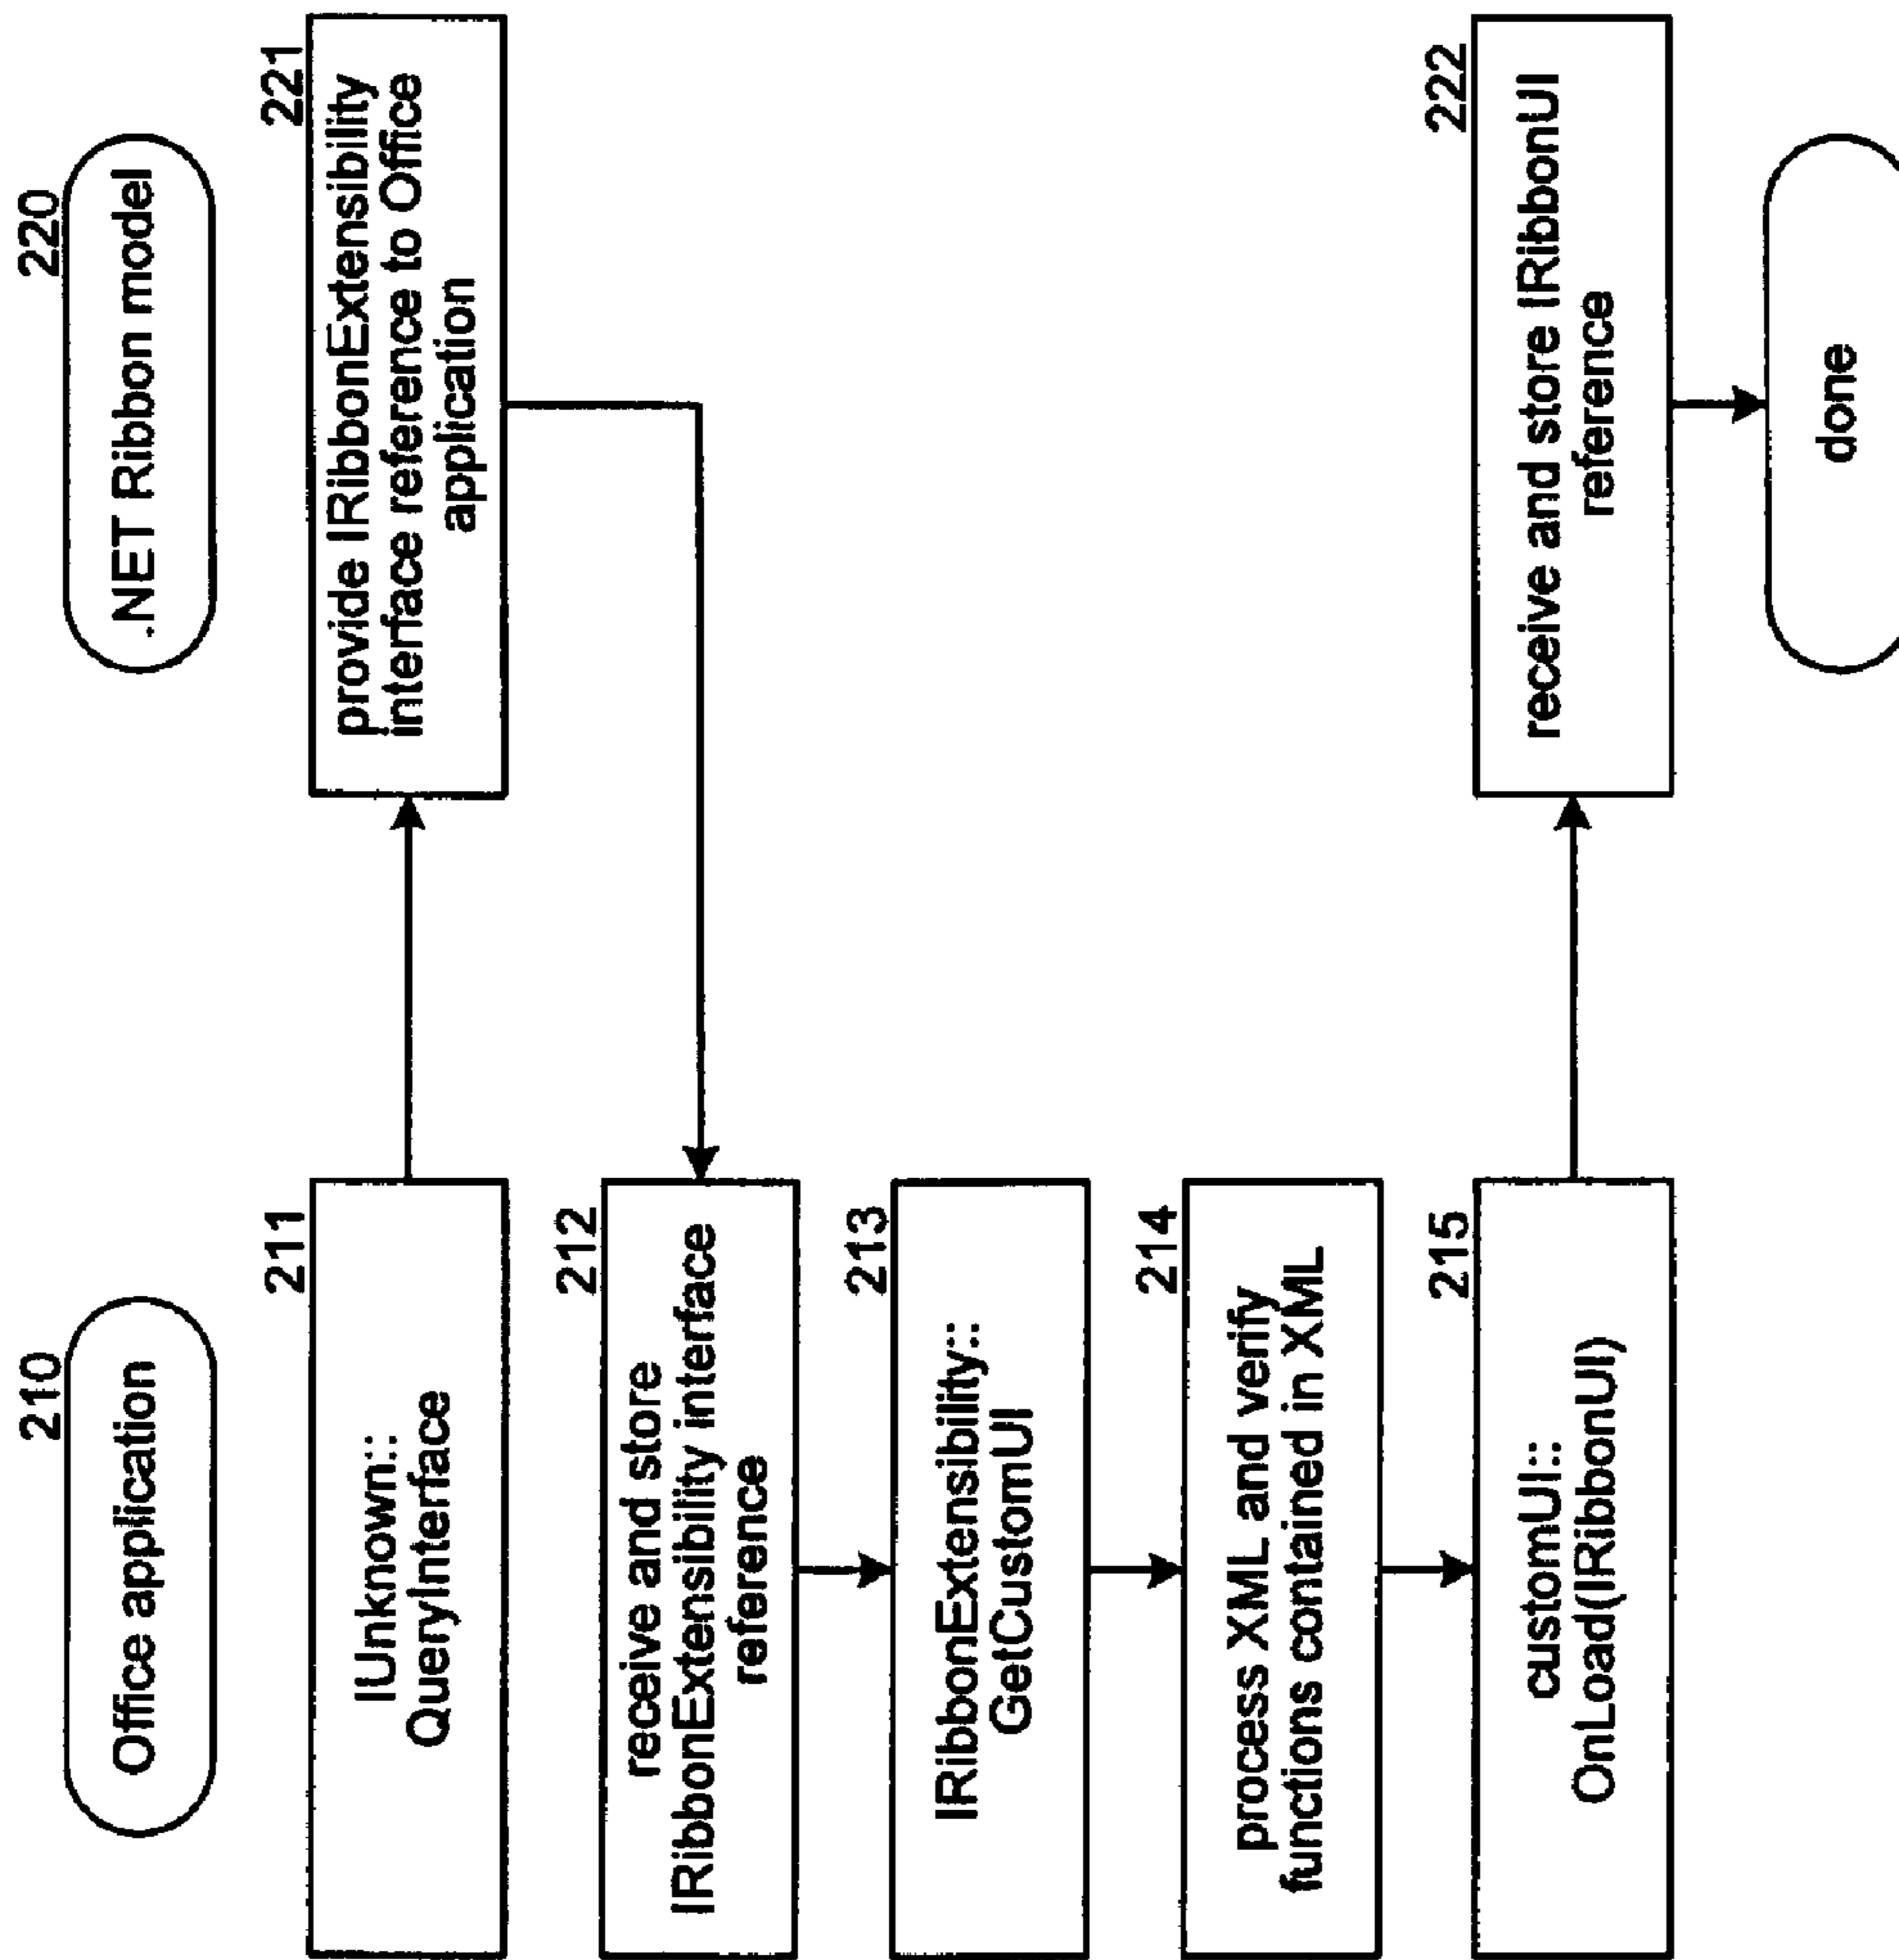 210
Office application
220
.NET Ribbon model
211
IUnknown::
QueryInterface
221
provide IRibbonExtensibility
interface reference to Office
application
212
receive and store
IRibbonExtensibility interface
reference
213
IRibbonExtensibility::
GetCustomUI
214
process XML and verify
functions contained in XML
215
customUI::
OnLoad(IRibbonUI)
222
receive and store IRibbonUI
reference
done